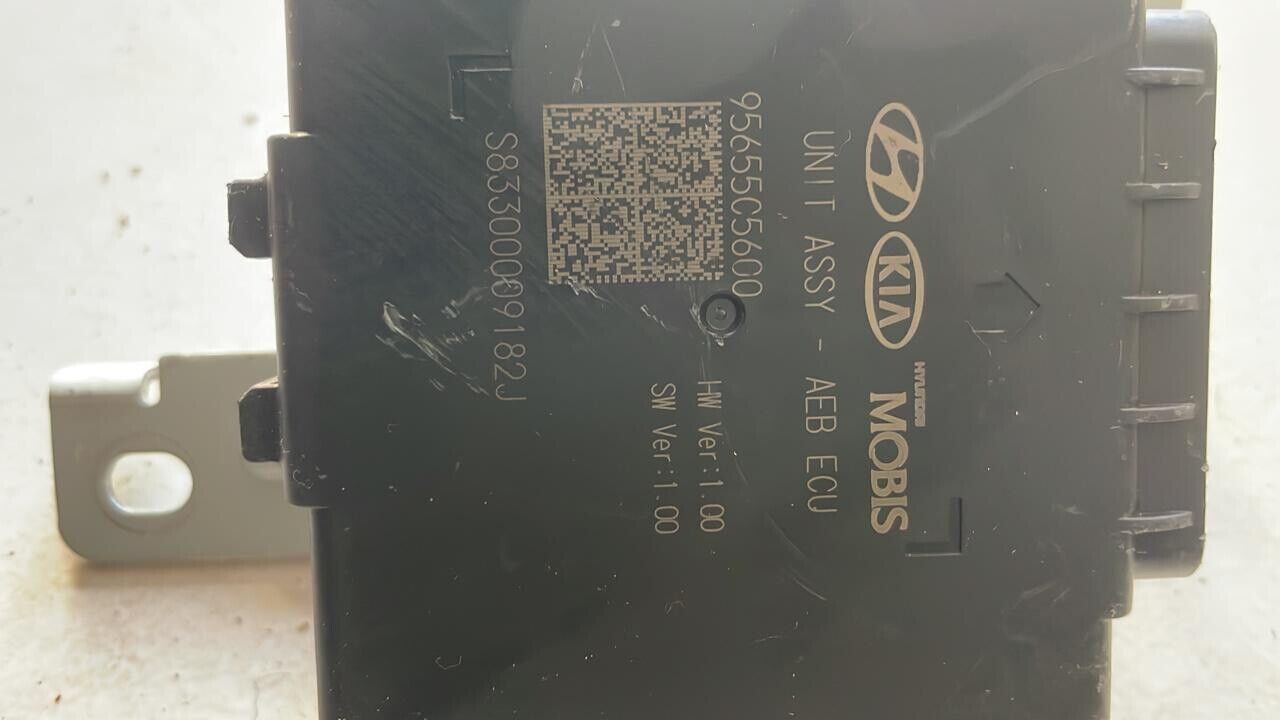 KIA
HYUNDAI
MOBIS
UNIT ASSY - AEB ECU
95655C5600
HW Ver:1.00
SW Ver:1.00
S83300009182J